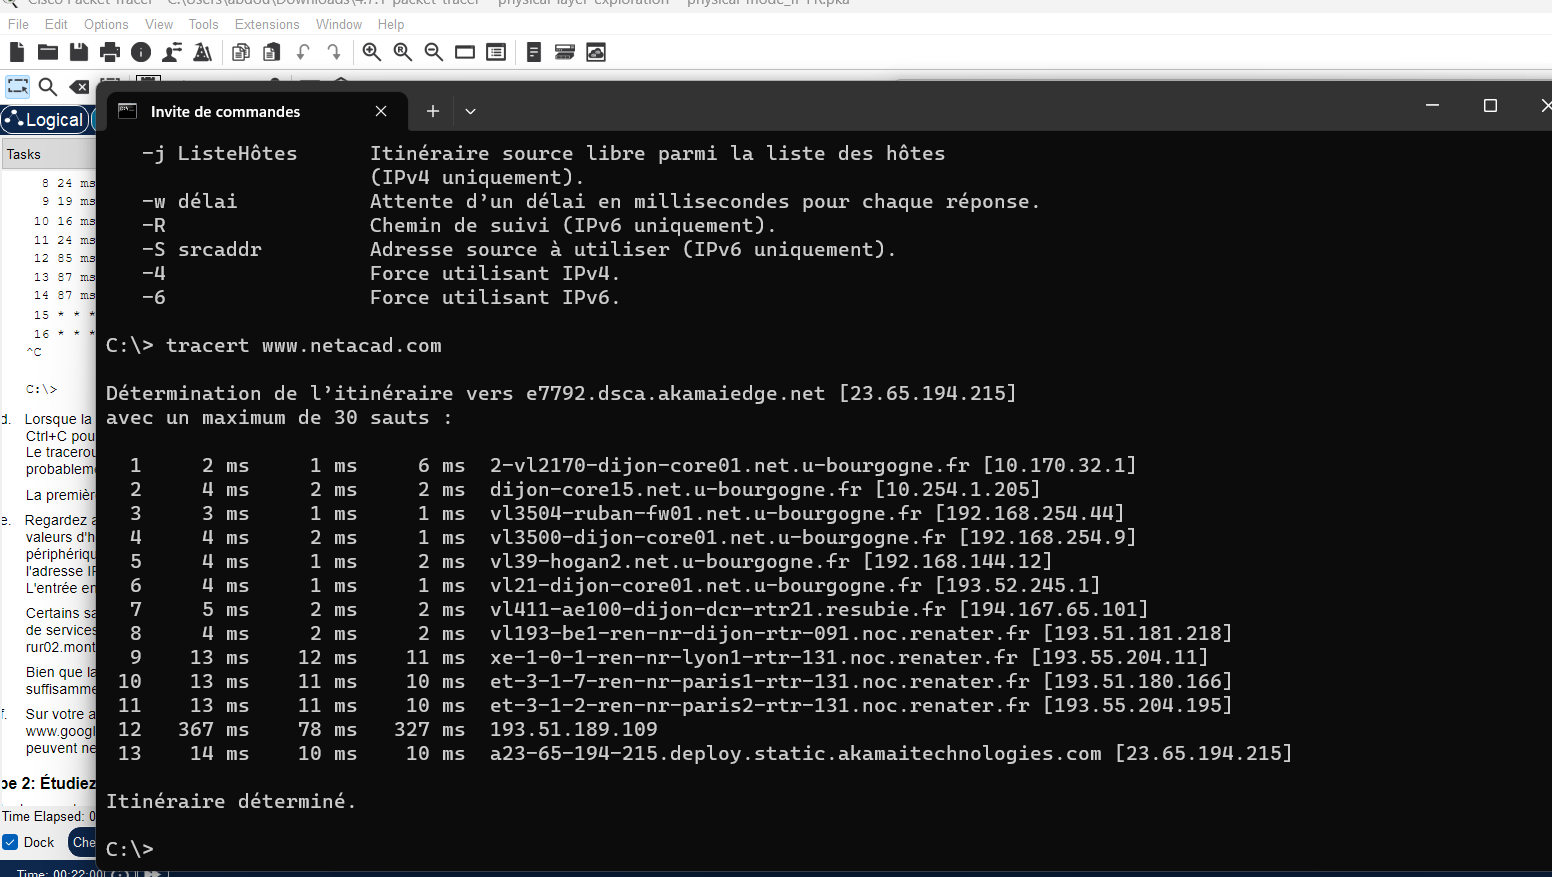 Cisco Packet Tracer - C:\Users\abdou\Downloads\4.7.1-packet-tracer---physical-layer-exploration---physical-mode_fr-FR.pka
File Edit Options View Tools Extensions Window Help
Logical
Invite de commandes
Tasks
8 24 ms
9 19 ms
10 16 ms
11 24 ms
12 85 ms
13 87 ms
14 87 ms
15 * * *
16 * * *
^C
C:\>
d. Lorsque la
Ctrl+C pou
Le tracerou
probableme
La premièr
e. Regardez a
valeurs d'h
périphériqu
l'adresse IP
L'entrée en
Certains sa
de services
rur02.mont
Bien que la
suffisamme
f. Sur votre a
www.googl
peuvent ne
pe 2: Étudiez
Time Elapsed: 0
Dock Che
Time: 00:22:00
-j ListeHôtes Itinéraire source libre parmi la liste des hôtes
(IPv4 uniquement).
-w délai Attente d’un délai en millisecondes pour chaque réponse.
-R Chemin de suivi (IPv6 uniquement).
-S srcaddr Adresse source à utiliser (IPv6 uniquement).
-4 Force utilisant IPv4.
-6 Force utilisant IPv6.
C:\> tracert www.netacad.com
Détermination de l’itinéraire vers e7792.dsca.akamaiedge.net [23.65.194.215]
avec un maximum de 30 sauts :
1 2 ms 1 ms 6 ms 2-vl2170-dijon-core01.net.u-bourgogne.fr [10.170.32.1]
2 4 ms 2 ms 2 ms dijon-core15.net.u-bourgogne.fr [10.254.1.205]
3 3 ms 1 ms 1 ms vl3504-ruban-fw01.net.u-bourgogne.fr [192.168.254.44]
4 4 ms 2 ms 1 ms vl3500-dijon-core01.net.u-bourgogne.fr [192.168.254.9]
5 4 ms 1 ms 2 ms vl39-hogan2.net.u-bourgogne.fr [192.168.144.12]
6 4 ms 1 ms 1 ms vl21-dijon-core01.net.u-bourgogne.fr [193.52.245.1]
7 5 ms 2 ms 2 ms vl411-ae100-dijon-dcr-rtr21.resubie.fr [194.167.65.101]
8 4 ms 2 ms 2 ms vl193-be1-ren-nr-dijon-rtr-091.noc.renater.fr [193.51.181.218]
9 13 ms 12 ms 11 ms xe-1-0-1-ren-nr-lyon1-rtr-131.noc.renater.fr [193.55.204.11]
10 13 ms 11 ms 10 ms et-3-1-7-ren-nr-paris1-rtr-131.noc.renater.fr [193.51.180.166]
11 13 ms 11 ms 10 ms et-3-1-2-ren-nr-paris2-rtr-131.noc.renater.fr [193.55.204.195]
12 367 ms 78 ms 327 ms 193.51.189.109
13 14 ms 10 ms 10 ms a23-65-194-215.deploy.static.akamaitechnologies.com [23.65.194.215]
Itinéraire déterminé.
C:\>